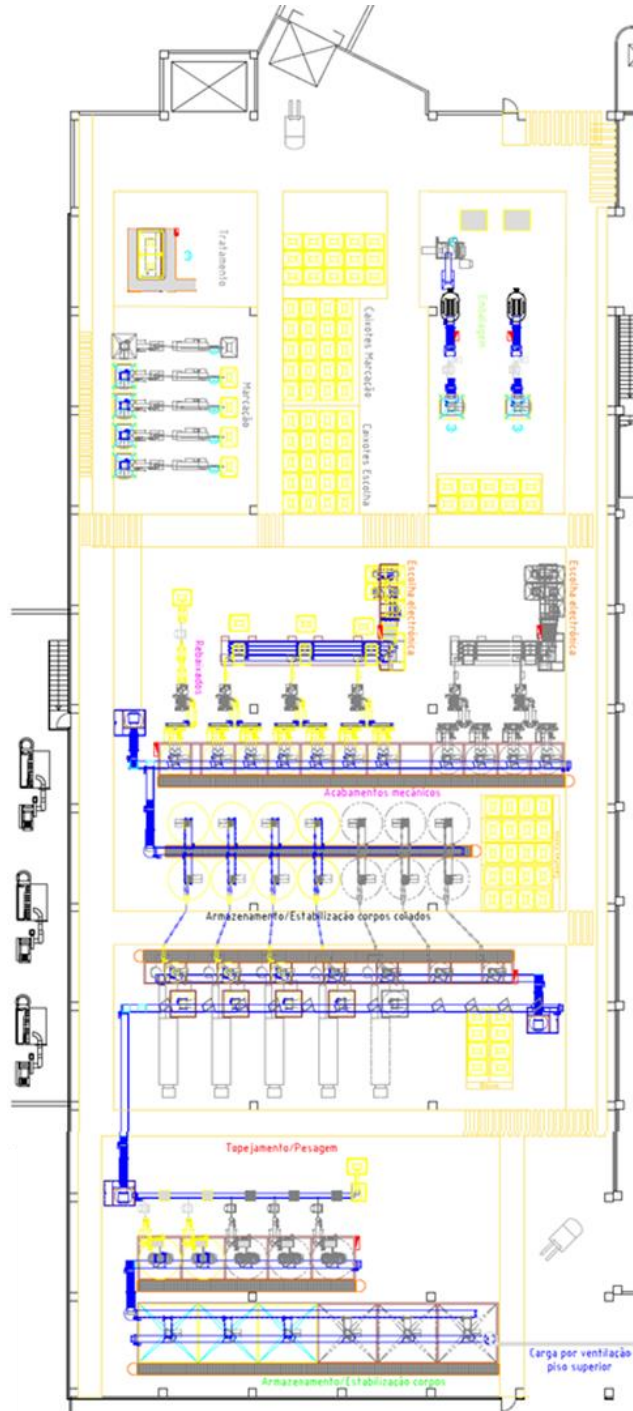 Tratamento
Marcação
Caixotes Marcação
Caixotes Escolha
Embalagem
Escolha electrónica
Escolha electrónica
Rebaixados
Acabamentos mecânicos
Armazenamento/Estabilização corpos colados
Topejamento/Pesagem
Carga por ventilação
piso superior
Armazenamento/Estabilização corpos